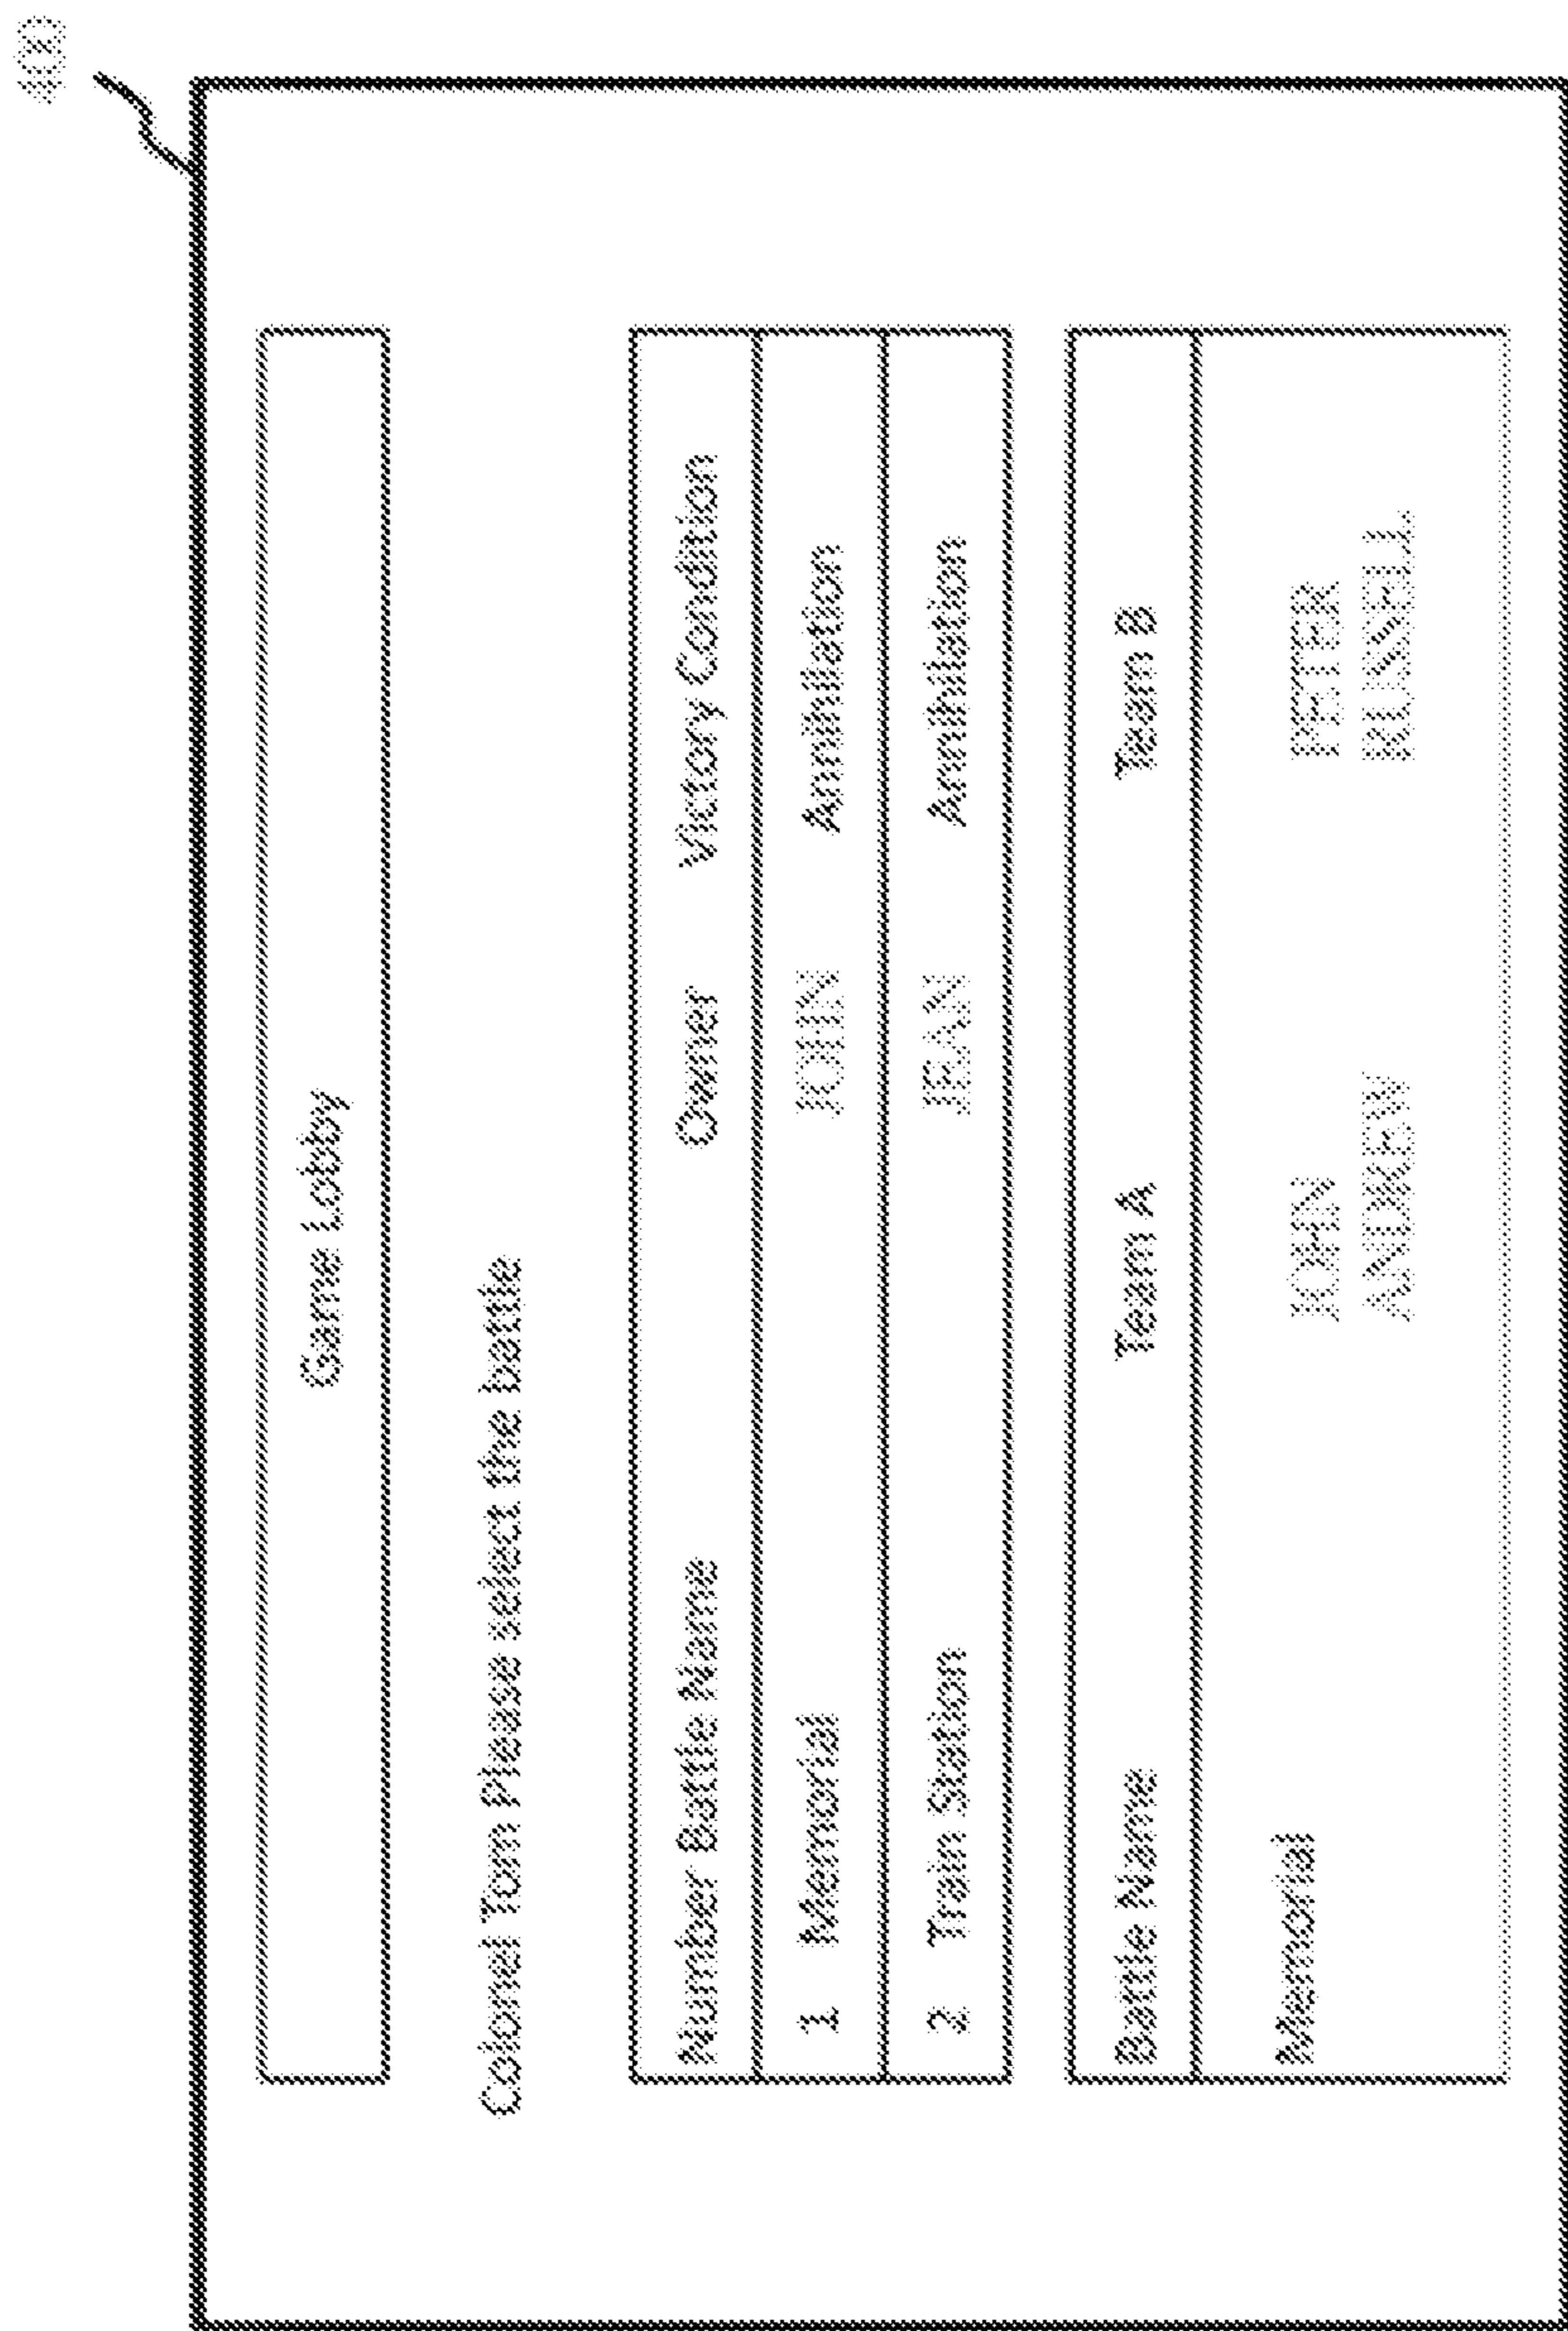 400
Game Lobby
Colonel Tom Please select the battle
Number Battle Name Owner Victory Condition
1 Memorial JOHN Annihilation
2 Train Station JEAN Annihilation
Battle Name Team A Team B
Memorial JOHN PETER
ANDREW RUSSELL